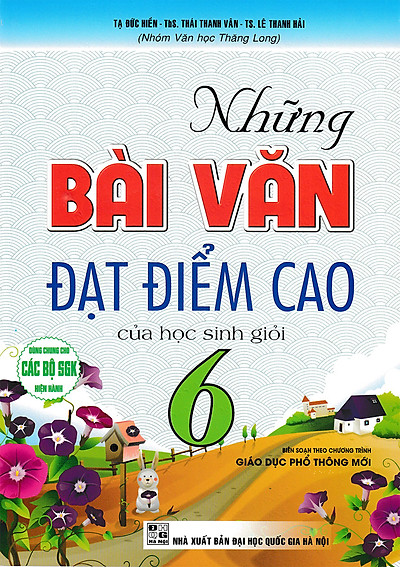 TẠ ĐỨC HIỀN - ThS. THÁI THANH VÂN - TS. LÊ THANH HẢI
(Nhóm Văn học Thăng Long)
Những
BÀI VĂN
ĐẠT ĐIỂM CAO
của học sinh giỏi
6
DÙNG CHUNG CHO
CÁC BỘ SGK
HIỆN HÀNH
BIÊN SOẠN THEO CHƯƠNG TRÌNH
GIÁO DỤC PHỔ THÔNG MỚI
HÀ NỘI
NHÀ XUẤT BẢN ĐẠI HỌC QUỐC GIA HÀ NỘI